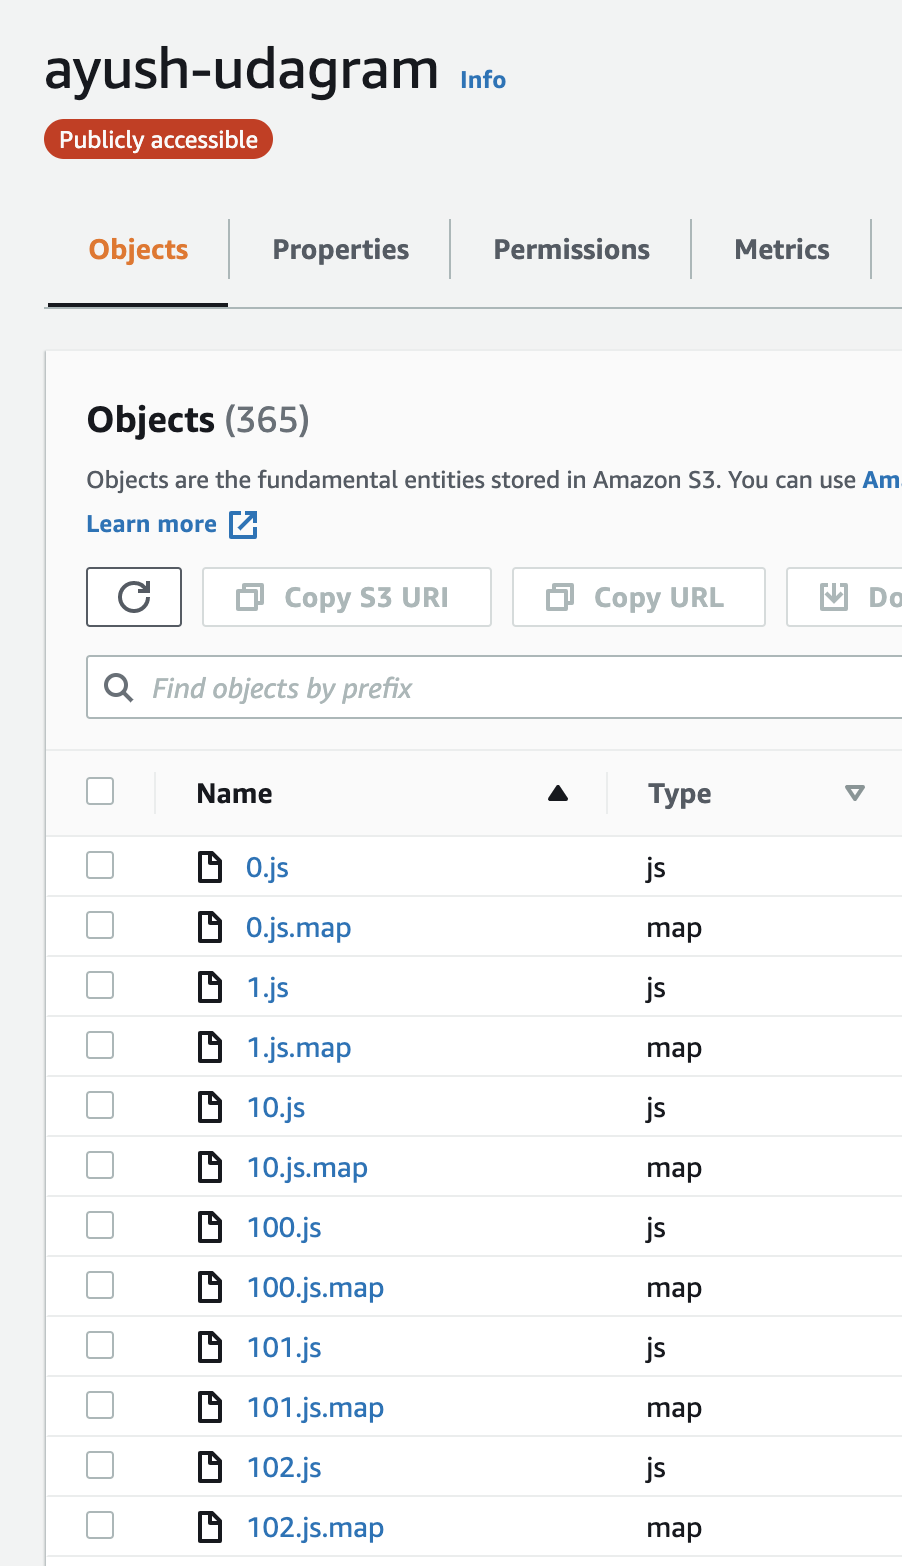 ayush-udagram Info
Publicly accessible
Objects Properties Permissions Metrics
Objects (365)
Objects are the fundamental entities stored in Amazon S3. You can use Ama
Learn more
Copy S3 URI Copy URL Do
Find objects by prefix
Name Type
0.js js
0.js.map map
1.js js
1.js.map map
10.js js
10.js.map map
100.js js
100.js.map map
101.js js
101.js.map map
102.js js
102.js.map map